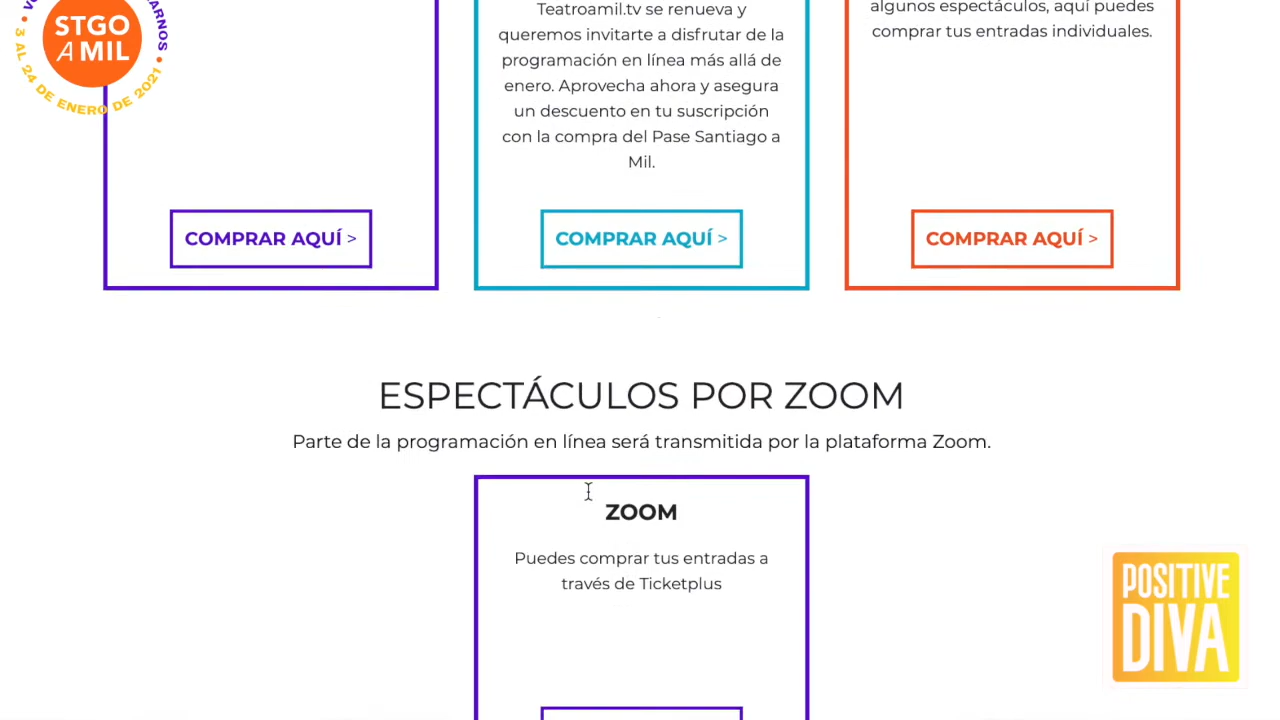 STGO
A MIL
3 AL 24 DE ENERO DE 2021
Teatroamil.tv se renueva y
queremos invitarte a disfrutar de la
programación en línea más allá de
enero. Aprovecha ahora y asegura
un descuento en tu suscripción
con la compra del Pase Santiago a
Mil.
algunos espectáculos, aquí puedes
comprar tus entradas individuales.
COMPRAR AQUÍ >
COMPRAR AQUÍ >
COMPRAR AQUÍ >
ESPECTÁCULOS POR ZOOM
Parte de la programación en línea será transmitida por la plataforma Zoom.
ZOOM
Puedes comprar tus entradas a
través de Ticketplus
POSITIVE
DIVA